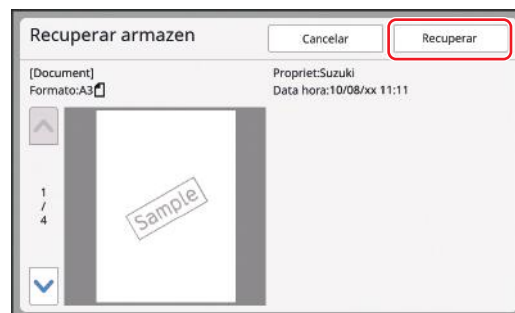 Recuperar armazen
Cancelar
Recuperar
[Document]
Formato:A3
Propriet:Suzuki
Data hora:10/08/xx 11:11
1
/
4
Sample